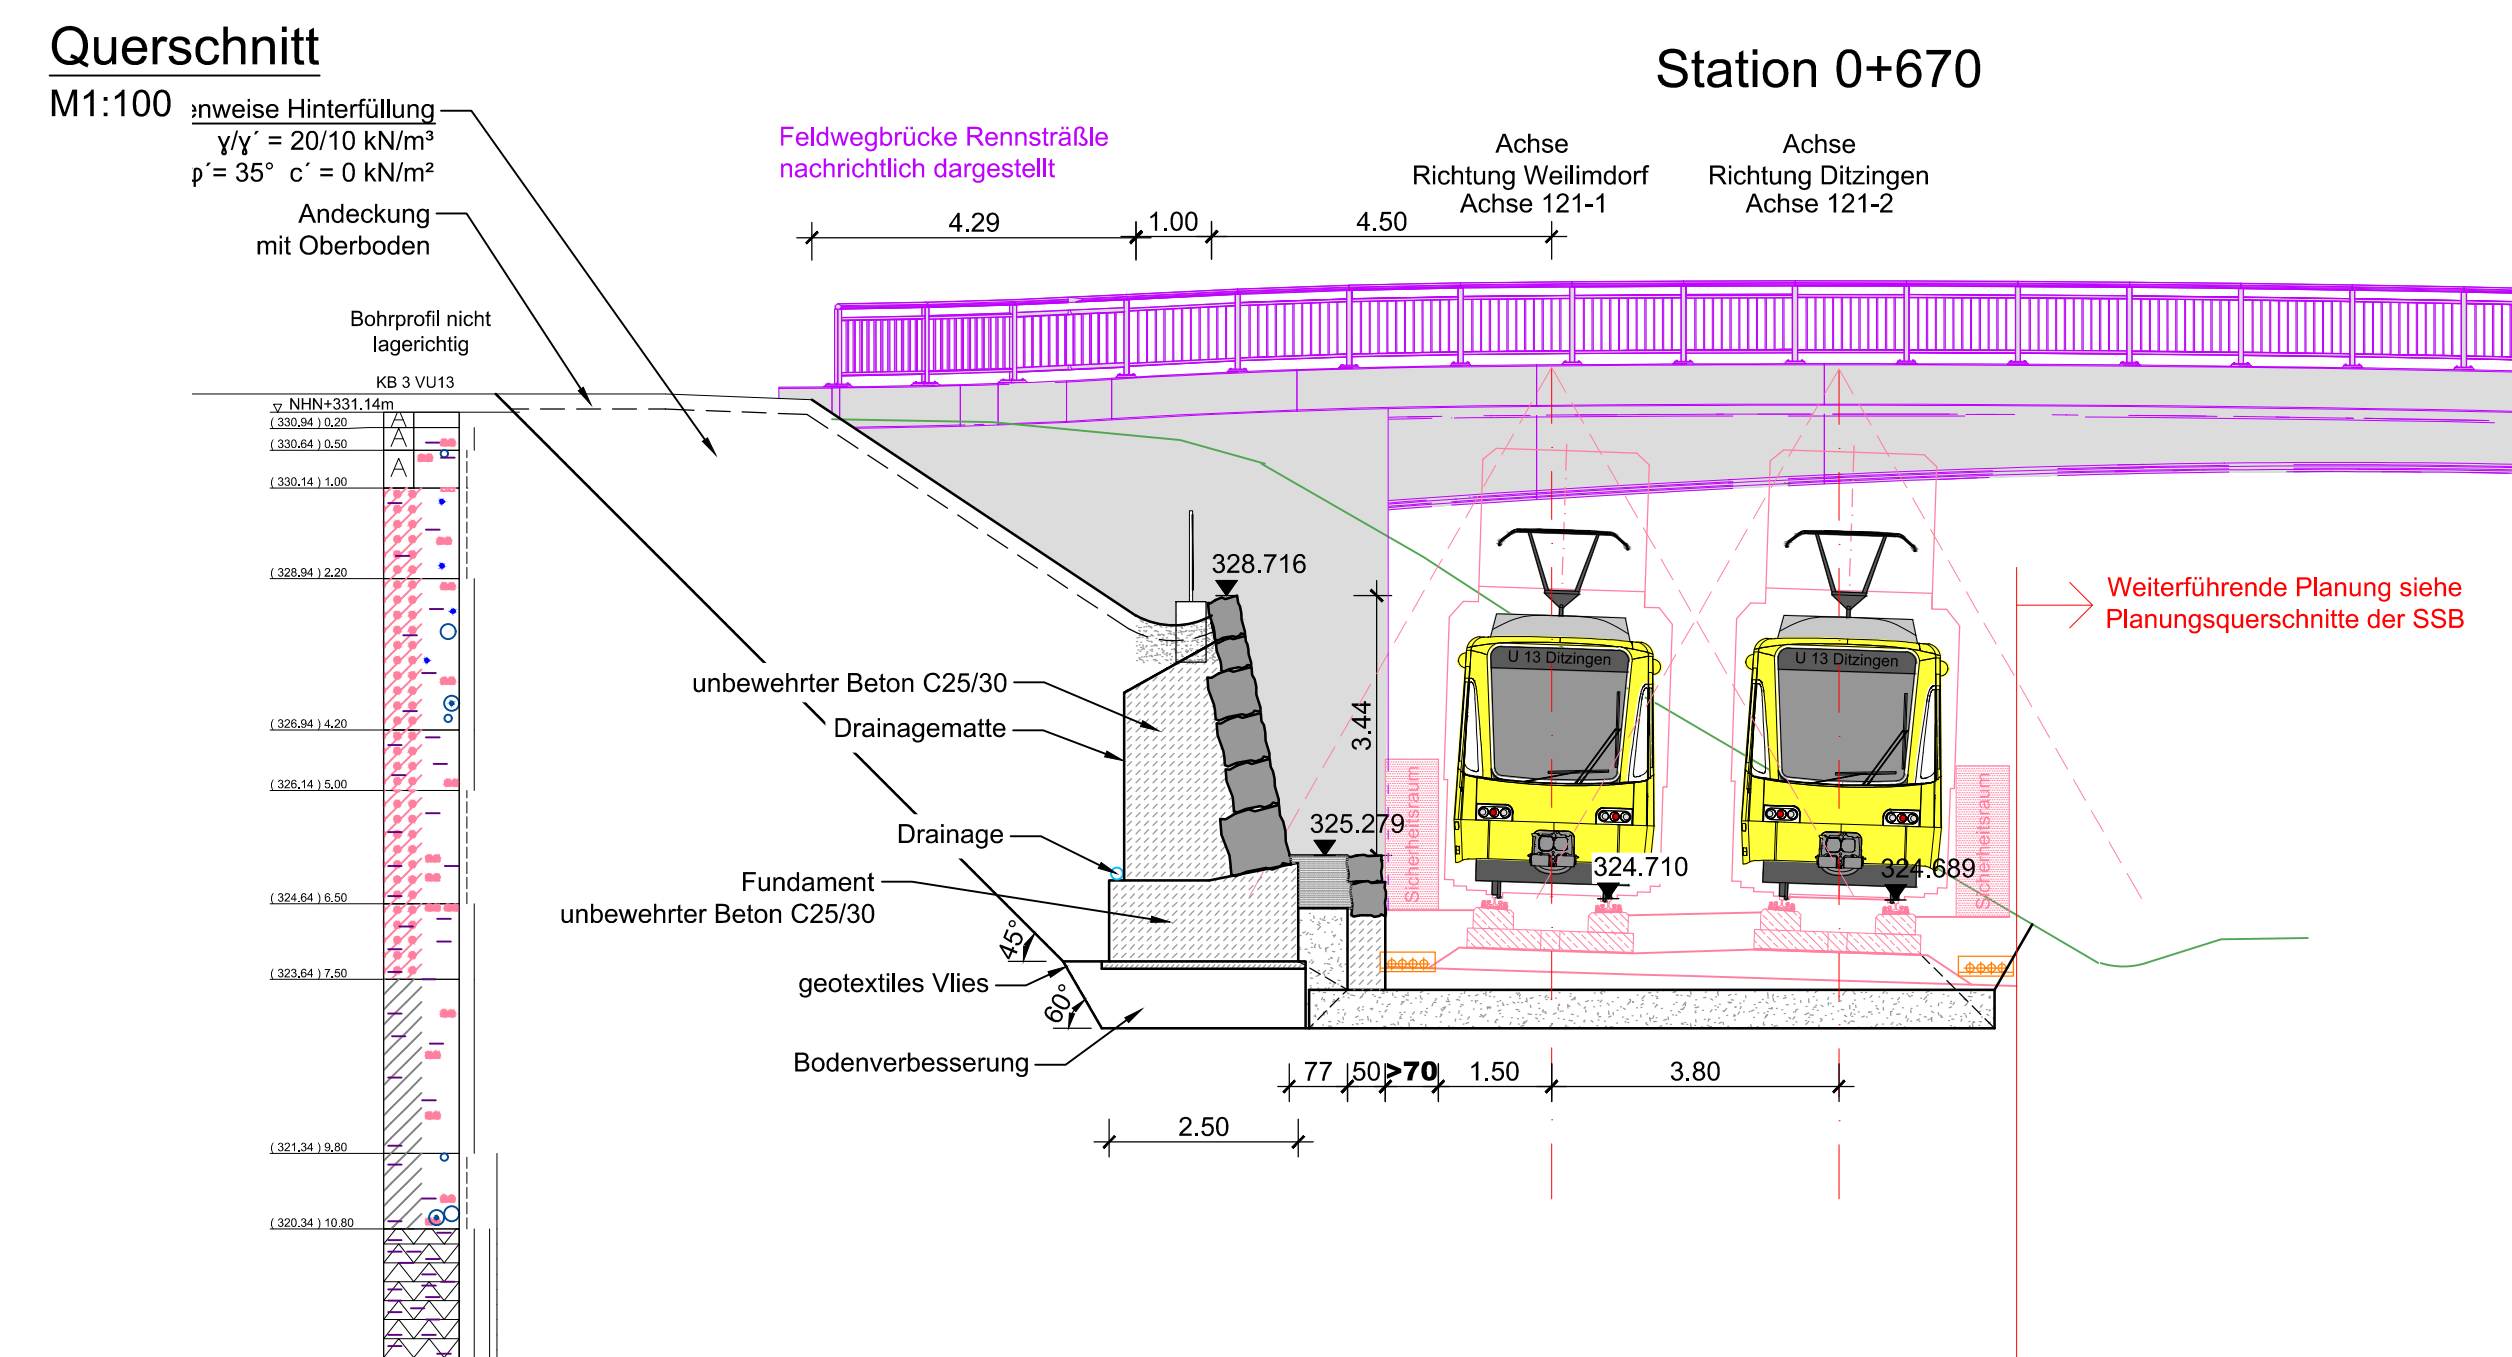 Querschnitt
M1:100
Station 0+670
enweise Hinterfüllung
γ/γ´ = 20/10 kN/m³
φ´= 35° c´ = 0 kN/m²
Andeckung
mit Oberboden
Feldwegbrücke Rennsträßle
nachrichtlich dargestellt
Achse
Richtung Weilimdorf
Achse 121-1
Achse
Richtung Ditzingen
Achse 121-2
4.29
1.00
4.50
Bohrprofil nicht
lagerichtig
KB 3 VU13
NHN+331.14m
( 330.94 ) 0.20
A
( 330.64 ) 0.50
A
A
( 330.14 ) 1.00
( 328.94 ) 2.20
( 326.94 ) 4.20
( 326.14 ) 5.00
( 324.64 ) 6.50
( 323.64 ) 7.50
( 321.34 ) 9.80
( 320.34 ) 10.80
328.716
Weiterführende Planung siehe
Planungsquerschnitte der SSB
U 13 Ditzingen
U 13 Ditzingen
unbewehrter Beton C25/30
Drainagematte
3.44
Drainage
325.279
Sicherheitsraum
324.710
324.689
Sicherheitsraum
Fundament
unbewehrter Beton C25/30
45°
geotextiles Vlies
60°
Bodenverbesserung
77
50
>70
1.50
3.80
2.50